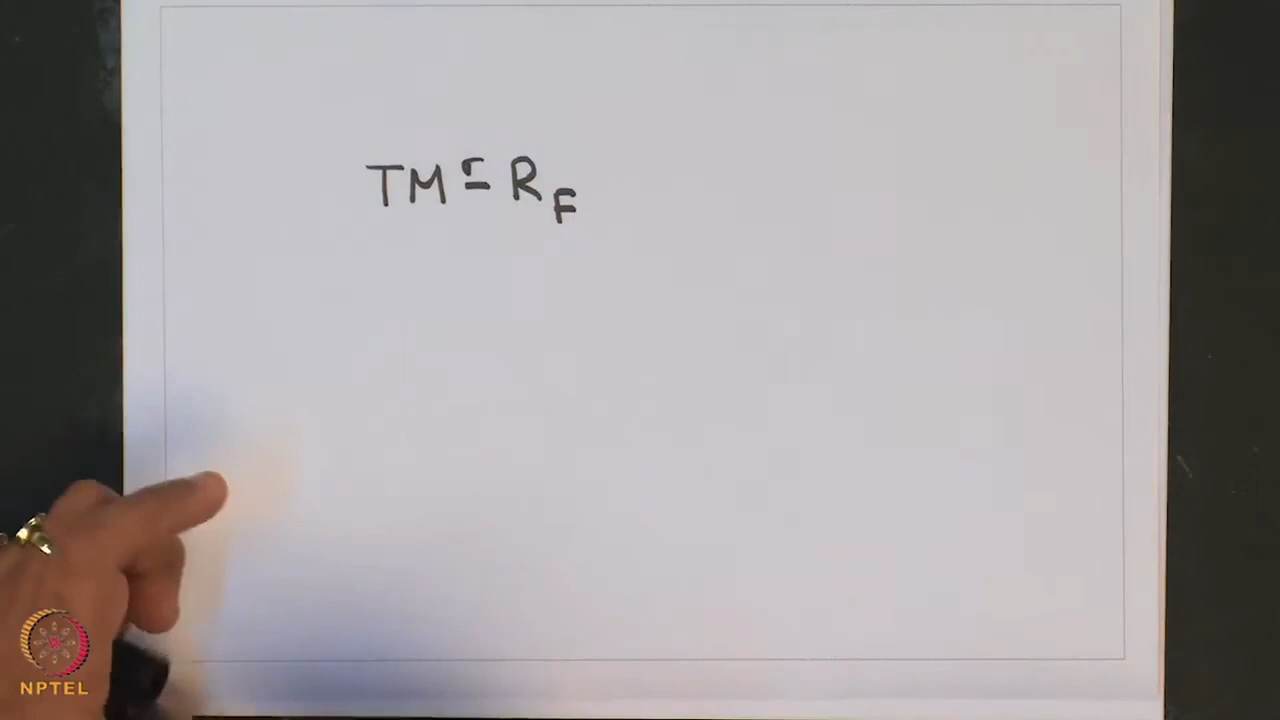 TM = R_F
NPTEL